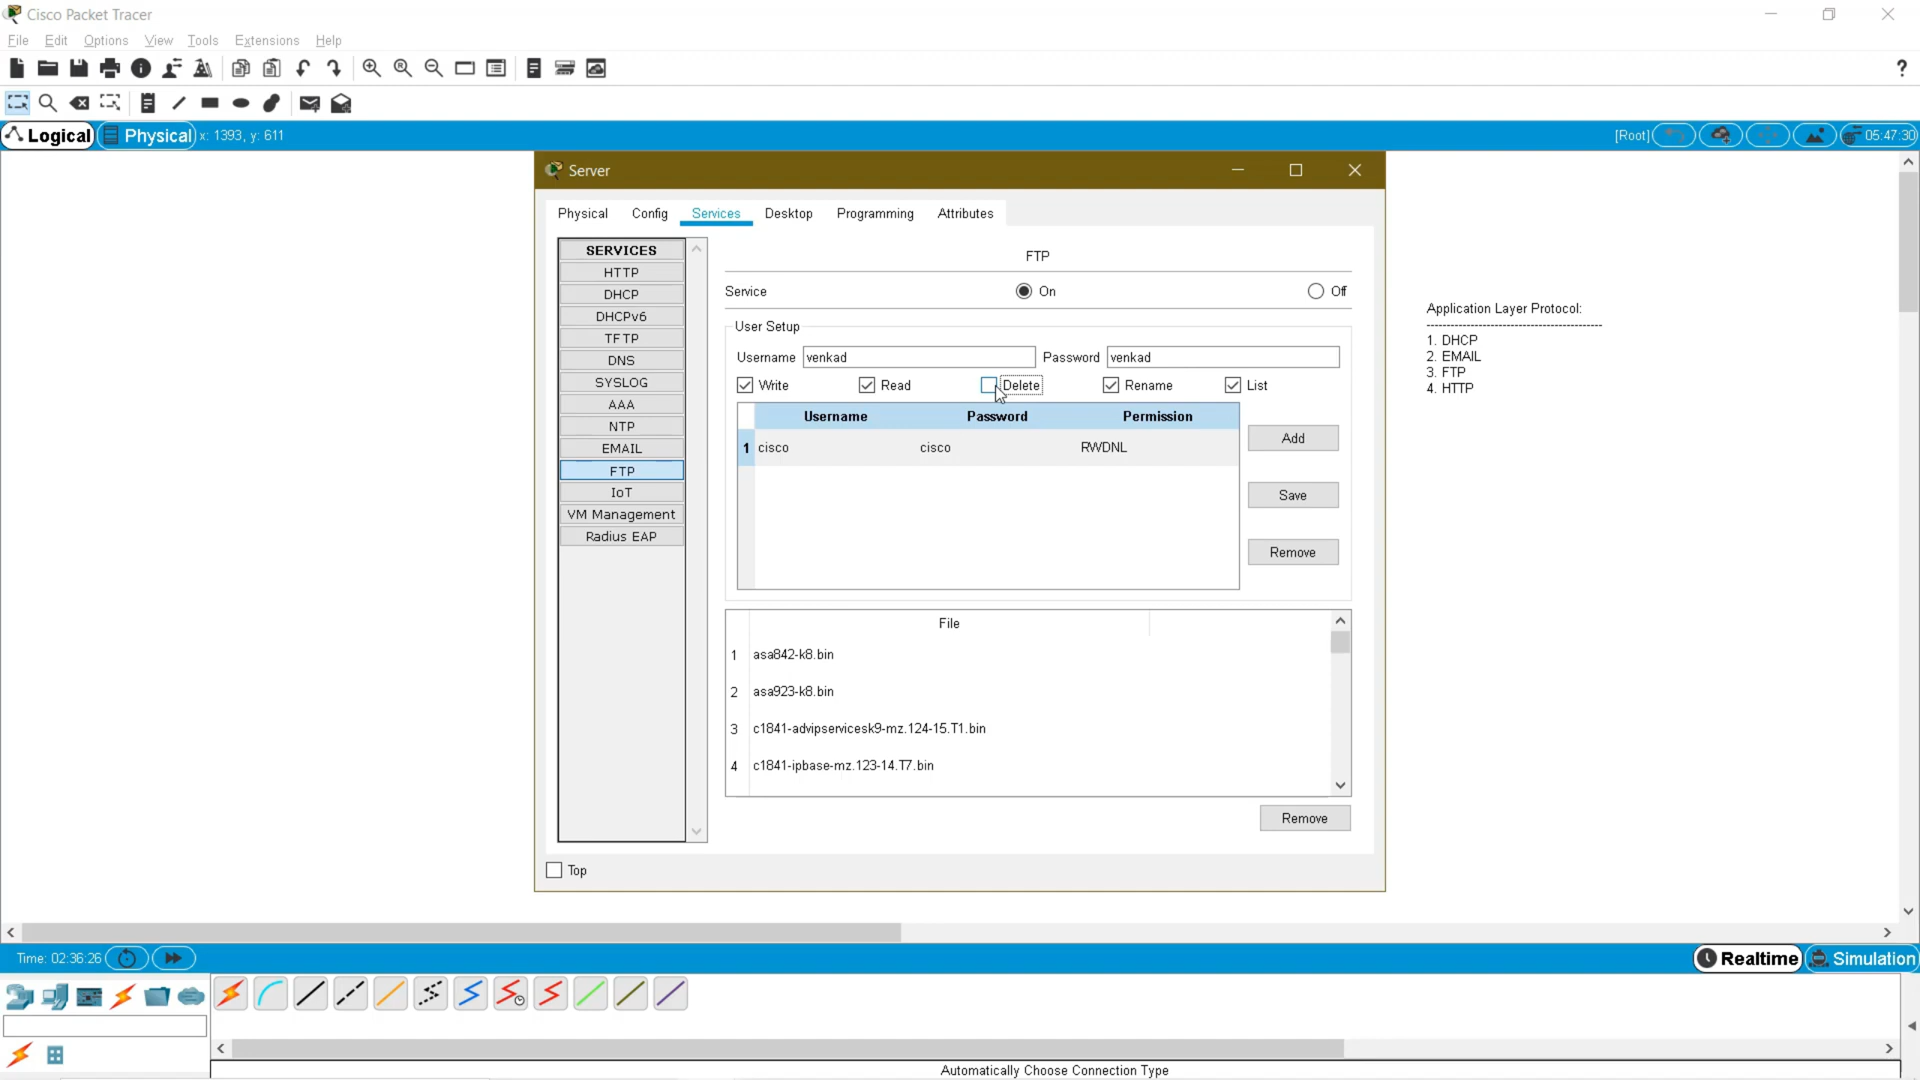 Cisco Packet Tracer
File Edit Options View Tools Extensions Help
?
Logical Physical x: 1393, y: 611 [Root] 05:47:30
Server
Physical Config Services Desktop Programming Attributes
SERVICES
HTTP
DHCP
DHCPv6
TFTP
DNS
SYSLOG
AAA
NTP
EMAIL
FTP
IoT
VM Management
Radius EAP
FTP
Service On Off
User Setup
Username venkad Password venkad
Write Read Delete Rename List
Username Password Permission
1 cisco cisco RWDNL
Add
Save
Remove
File
1 asa842-k8.bin
2 asa923-k8.bin
3 c1841-advipservicesk9-mz.124-15.T1.bin
4 c1841-ipbase-mz.123-14.T7.bin
Remove
Top
Application Layer Protocol:
------------------------------------------
1. DHCP
2. EMAIL
3. FTP
4. HTTP
Time: 02:36:26 Realtime Simulation
Automatically Choose Connection Type